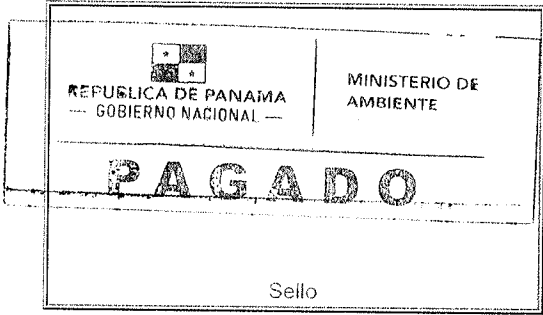 REPUBLICA DE PANAMA
— GOBIERNO NACIONAL —
MINISTERIO DE
AMBIENTE
PAGADO
Sello